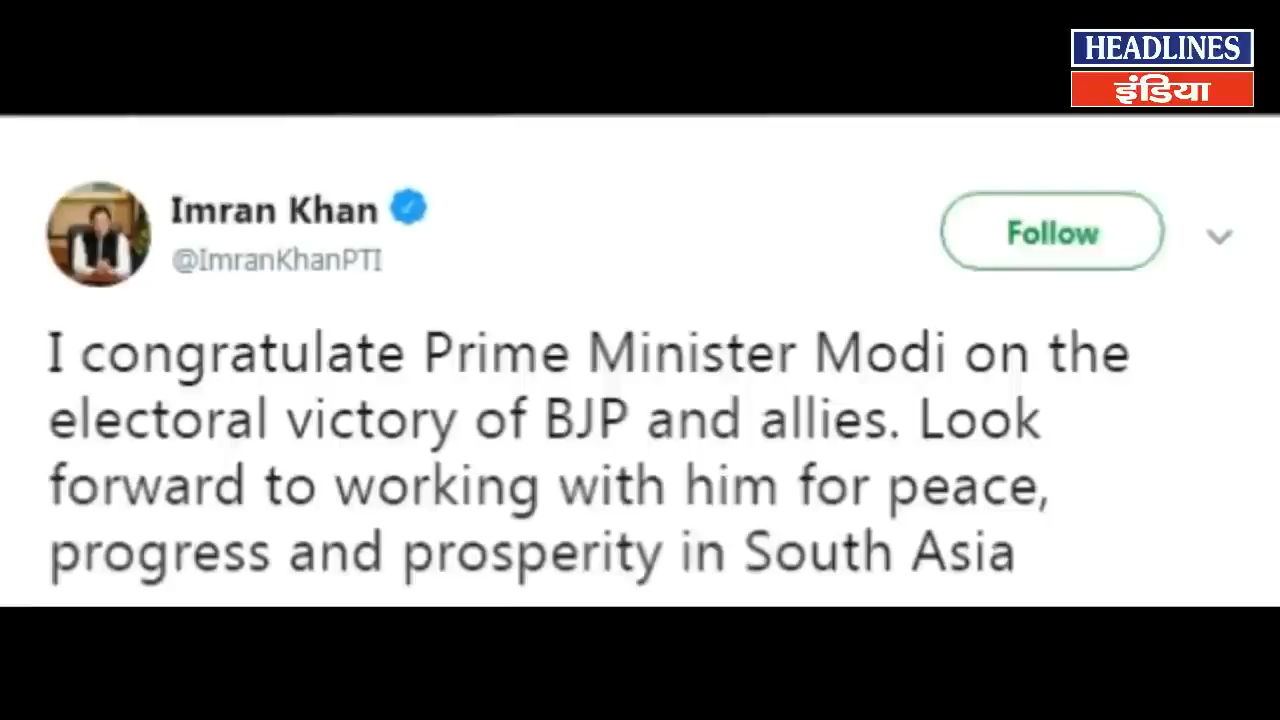 HEADLINES
इंडिया
Imran Khan
@ImranKhanPTI
Follow
I congratulate Prime Minister Modi on the
electoral victory of BJP and allies. Look
forward to working with him for peace,
progress and prosperity in South Asia